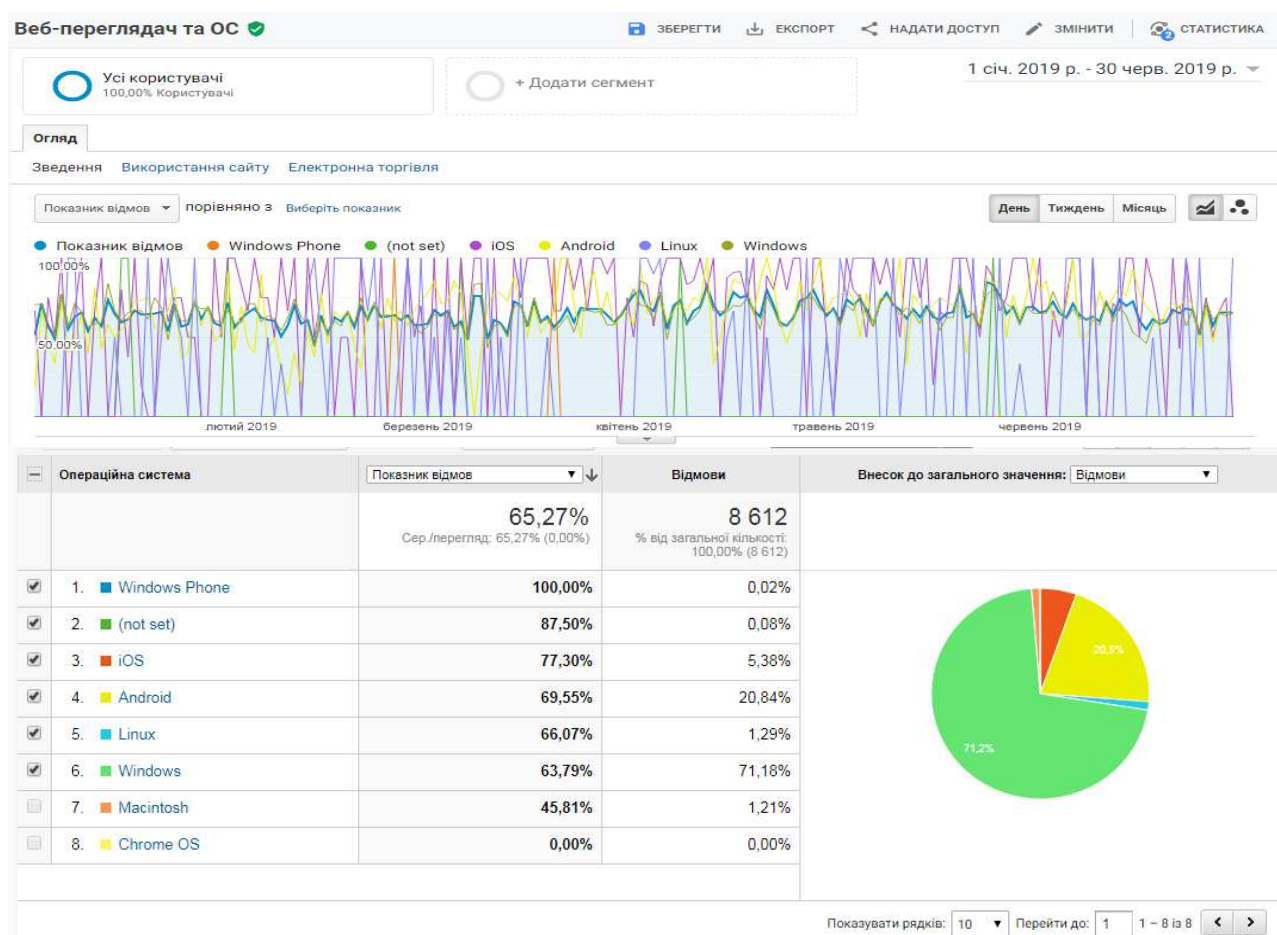 Веб-переглядач та ОС
ЗБЕРЕГТИ ЕКСПОРТ НАДАТИ ДОСТУП ЗМІНИТИ 2 СТАТИСТИКА
Усі користувачі
100,00% Користувачі
+ Додати сегмент
1 січ. 2019 р. - 30 черв. 2019 р.
Огляд
Зведення Використання сайту Електронна торгівля
Показник відмов порівняно з Виберіть показник
День Тиждень Місяць
Показник відмов Windows Phone (not set) iOS Android Linux Windows
100,00%
50,00%
лютий 2019 березень 2019 квітень 2019 травень 2019 червень 2019
Операційна система Показник відмов Відмови Внесок до загального значення: Відмови
65,27% 8 612
Сер./перегляд: 65,27% (0,00%) % від загальної кількості:
100,00% (8 612)
1. Windows Phone 100,00% 0,02%
2. (not set) 87,50% 0,08%
3. iOS 77,30% 5,38%
4. Android 69,55% 20,84%
5. Linux 66,07% 1,29%
6. Windows 63,79% 71,18%
7. Macintosh 45,81% 1,21%
8. Chrome OS 0,00% 0,00%
20,8%
71,2%
Показувати рядків: 10 Перейти до: 1 1 – 8 із 8